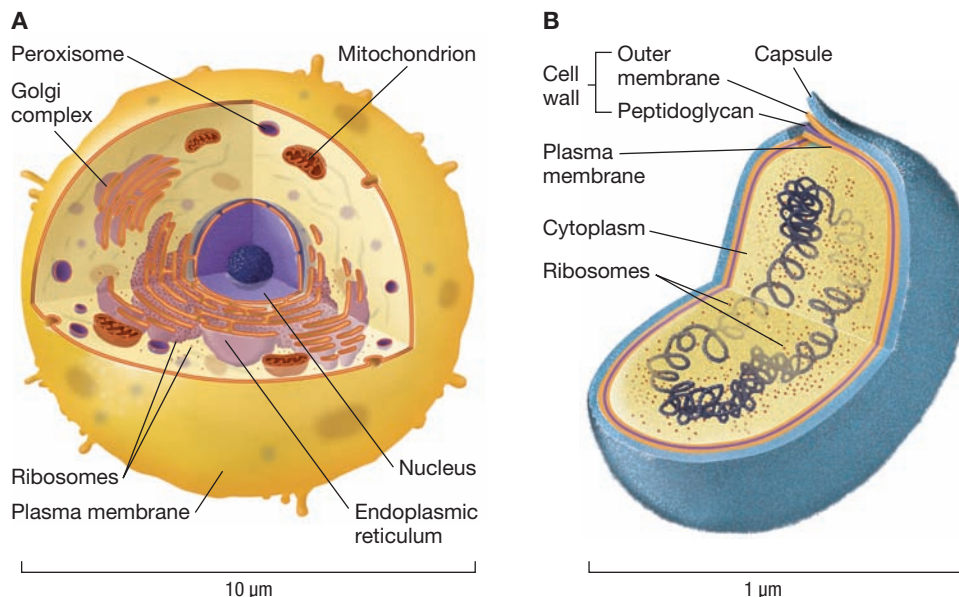 A
Peroxisome
Mitochondrion
Golgi
complex
Ribosomes
Nucleus
Plasma membrane
Endoplasmic
reticulum
10 µm
B
Cell
wall
Outer
membrane
Peptidoglycan
Capsule
Plasma
membrane
Cytoplasm
Ribosomes
1 µm